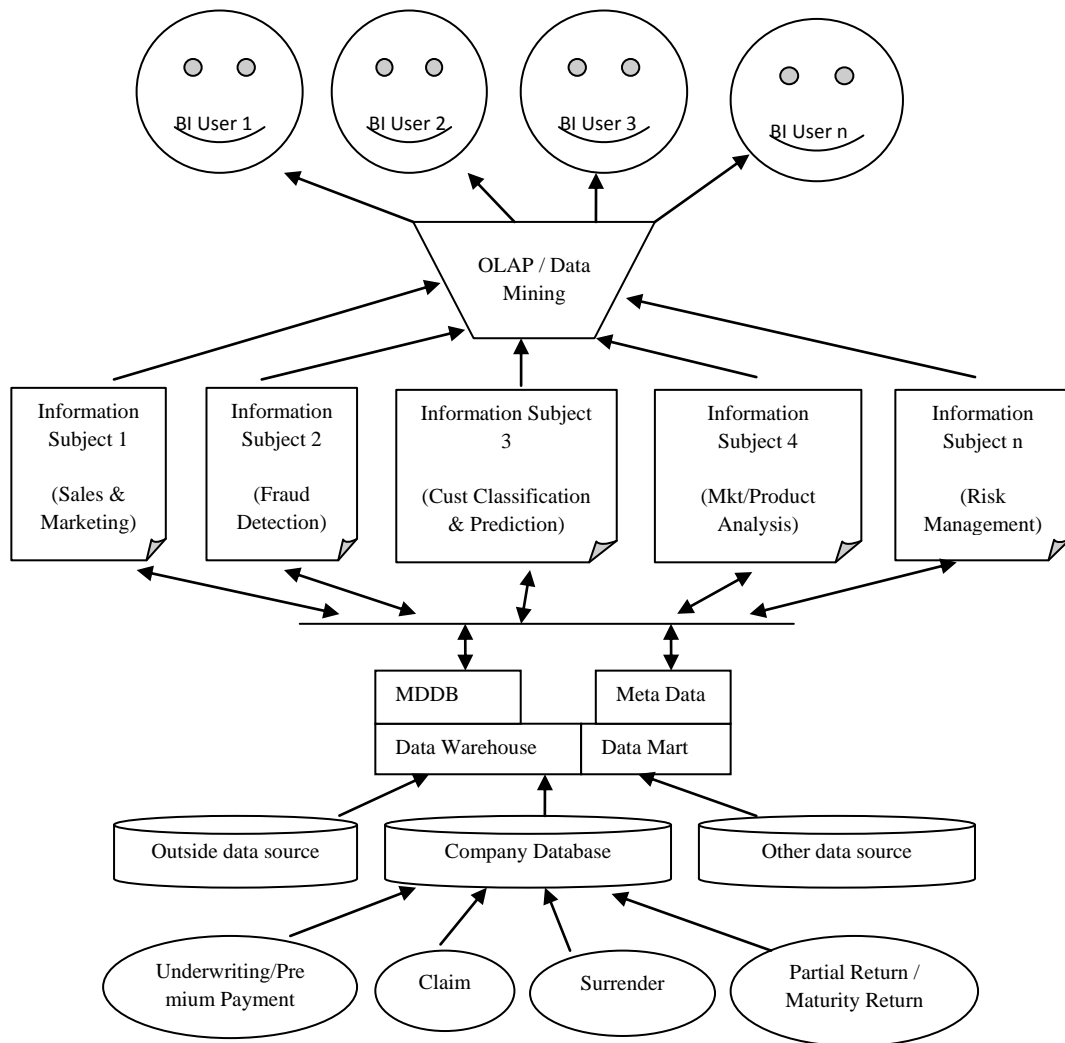 BI User 1
BI User 2
BI User 3
BI User n
OLAP / Data
Mining
Information
Subject 1
(Sales &
Marketing)
Information
Subject 2
(Fraud
Detection)
Information Subject
3
(Cust Classification
& Prediction)
Information
Subject 4
(Mkt/Product
Analysis)
Information
Subject n
(Risk
Management)
MDDB
Meta Data
Data Warehouse
Data Mart
Outside data source
Company Database
Other data source
Underwriting/Pre
mium Payment
Claim
Surrender
Partial Return /
Maturity Return